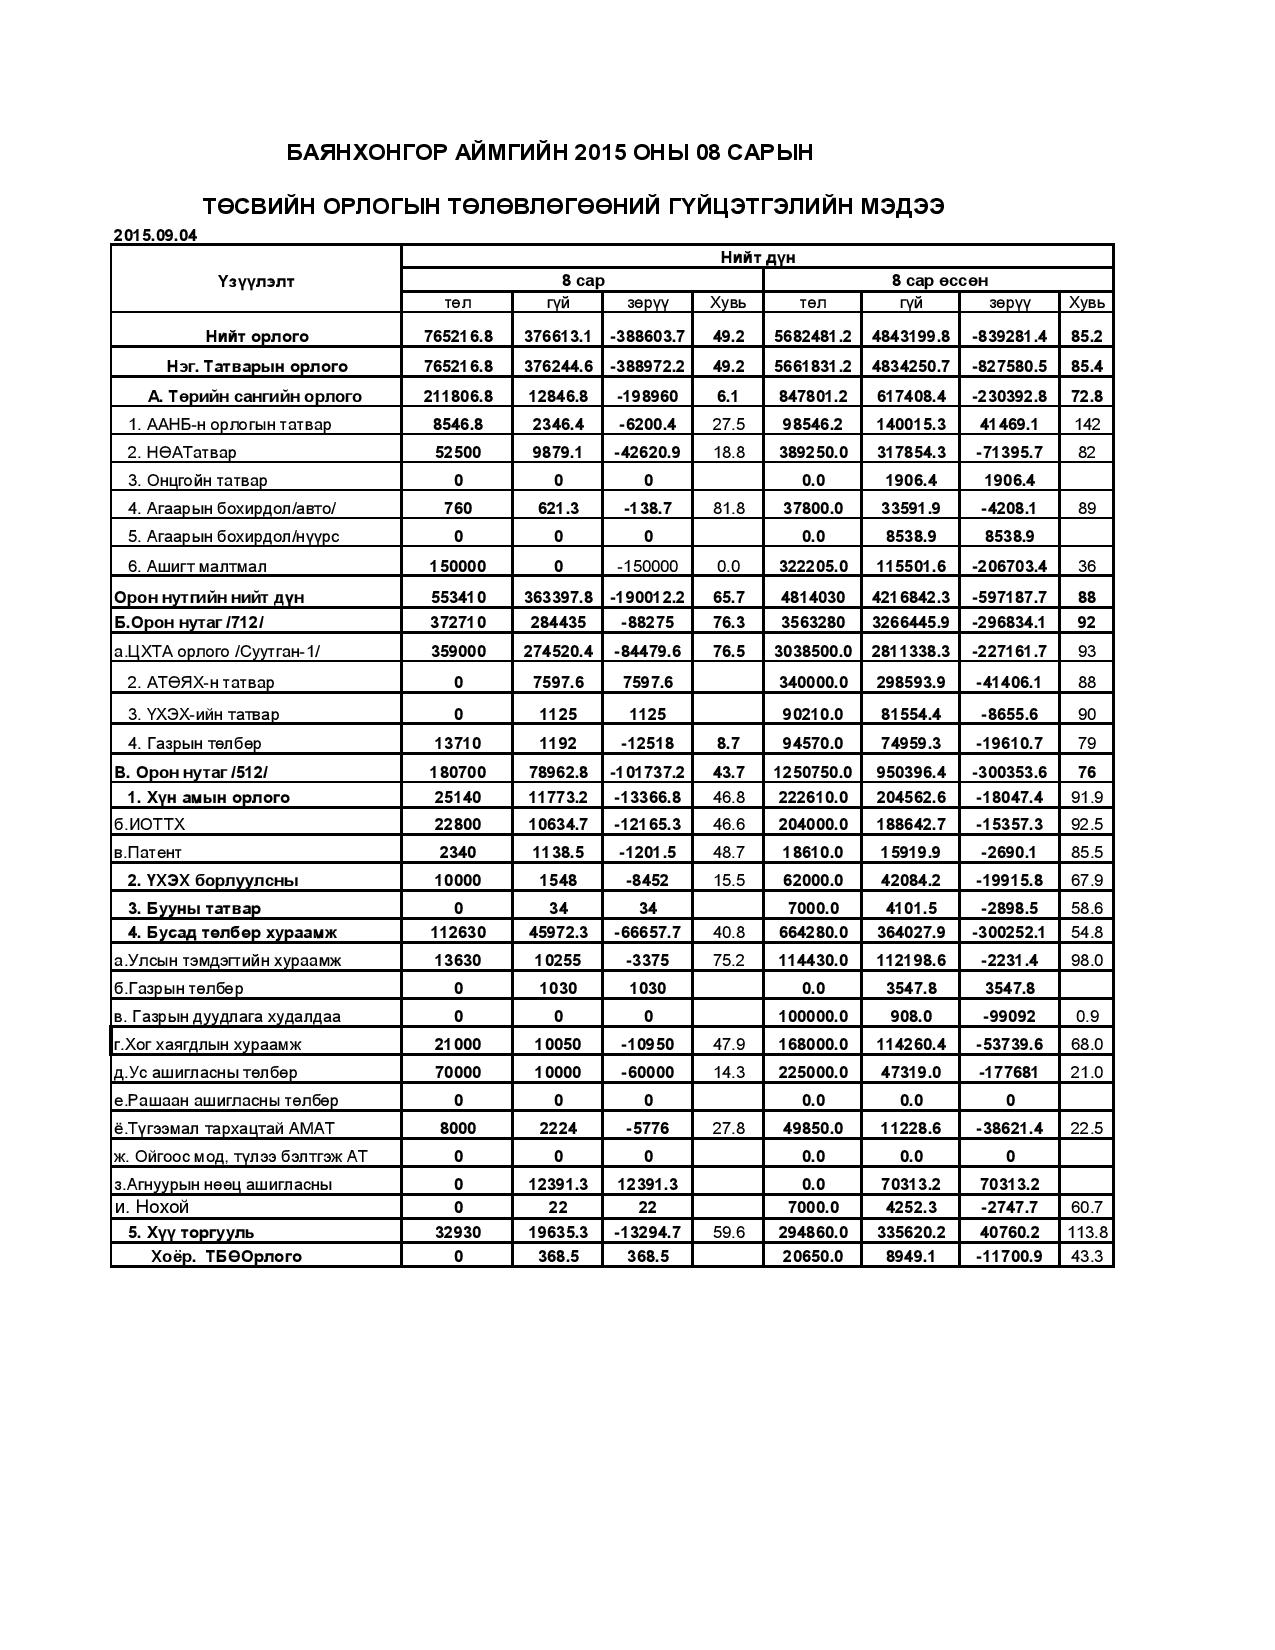 БАЯНХОНГОР АЙМГИЙН 2015 ОНЫ 08 САРЫН
ТӨСВИЙН ОРЛОГЫН ТӨЛӨВЛӨГӨӨНИЙ ГҮЙЦЭТГЭЛИЙН МЭДЭЭ
2015.09.04
Үзүүлэлт Нийт дүн
8 сар 8 сар өссөн
төл гүй зөрүү Хувь төл гүй зөрүү Хувь
Нийт орлого 765216.8 376613.1 -388603.7 49.2 5682481.2 4843199.8 -839281.4 85.2
Нэг. Татварын орлого 765216.8 376244.6 -388972.2 49.2 5661831.2 4834250.7 -827580.5 85.4
А. Төрийн сангийн орлого 211806.8 12846.8 -198960 6.1 847801.2 617408.4 -230392.8 72.8
1. ААНБ-н орлогын татвар 8546.8 2346.4 -6200.4 27.5 98546.2 140015.3 41469.1 142
2. НӨАТатвар 52500 9879.1 -42620.9 18.8 389250.0 317854.3 -71395.7 82
3. Онцгойн татвар 0 0 0 0.0 1906.4 1906.4
4. Агаарын бохирдол/авто/ 760 621.3 -138.7 81.8 37800.0 33591.9 -4208.1 89
5. Агаарын бохирдол/нүүрс 0 0 0 0.0 8538.9 8538.9
6. Ашигт малтмал 150000 0 -150000 0.0 322205.0 115501.6 -206703.4 36
Орон нутгийн нийт дүн 553410 363397.8 -190012.2 65.7 4814030 4216842.3 -597187.7 88
Б.Орон нутаг /712/ 372710 284435 -88275 76.3 3563280 3266445.9 -296834.1 92
а.ЦХТА орлого /Суутган-1/ 359000 274520.4 -84479.6 76.5 3038500.0 2811338.3 -227161.7 93
2. АТӨЯХ-н татвар 0 7597.6 7597.6 340000.0 298593.9 -41406.1 88
3. ҮХЭХ-ийн татвар 0 1125 1125 90210.0 81554.4 -8655.6 90
4. Газрын төлбөр 13710 1192 -12518 8.7 94570.0 74959.3 -19610.7 79
В. Орон нутаг /512/ 180700 78962.8 -101737.2 43.7 1250750.0 950396.4 -300353.6 76
1. Хүн амын орлого 25140 11773.2 -13366.8 46.8 222610.0 204562.6 -18047.4 91.9
б.ИОТТХ 22800 10634.7 -12165.3 46.6 204000.0 188642.7 -15357.3 92.5
в.Патент 2340 1138.5 -1201.5 48.7 18610.0 15919.9 -2690.1 85.5
2. ҮХЭХ борлуулсны 10000 1548 -8452 15.5 62000.0 42084.2 -19915.8 67.9
3. Бууны татвар 0 34 34 7000.0 4101.5 -2898.5 58.6
4. Бусад төлбөр хураамж 112630 45972.3 -66657.7 40.8 664280.0 364027.9 -300252.1 54.8
а.Улсын тэмдэгтийн хураамж 13630 10255 -3375 75.2 114430.0 112198.6 -2231.4 98.0
б.Газрын төлбөр 0 1030 1030 0.0 3547.8 3547.8
в. Газрын дуудлага худалдаа 0 0 0 100000.0 908.0 -99092 0.9
г.Хог хаягдлын хураамж 21000 10050 -10950 47.9 168000.0 114260.4 -53739.6 68.0
д.Ус ашигласны төлбөр 70000 10000 -60000 14.3 225000.0 47319.0 -177681 21.0
е.Рашаан ашигласны төлбөр 0 0 0 0.0 0.0 0
ё.Түгээмал тархацтай АМАТ 8000 2224 -5776 27.8 49850.0 11228.6 -38621.4 22.5
ж. Ойгоос мод, түлээ бэлтгэж АТ 0 0 0 0.0 0.0 0
з.Агнуурын нөөц ашигласны 0 12391.3 12391.3 0.0 70313.2 70313.2
и. Нохой 0 22 22 7000.0 4252.3 -2747.7 60.7
5. Хүү торгууль 32930 19635.3 -13294.7 59.6 294860.0 335620.2 40760.2 113.8
Хоёр. ТБӨОрлого 0 368.5 368.5 20650.0 8949.1 -11700.9 43.3